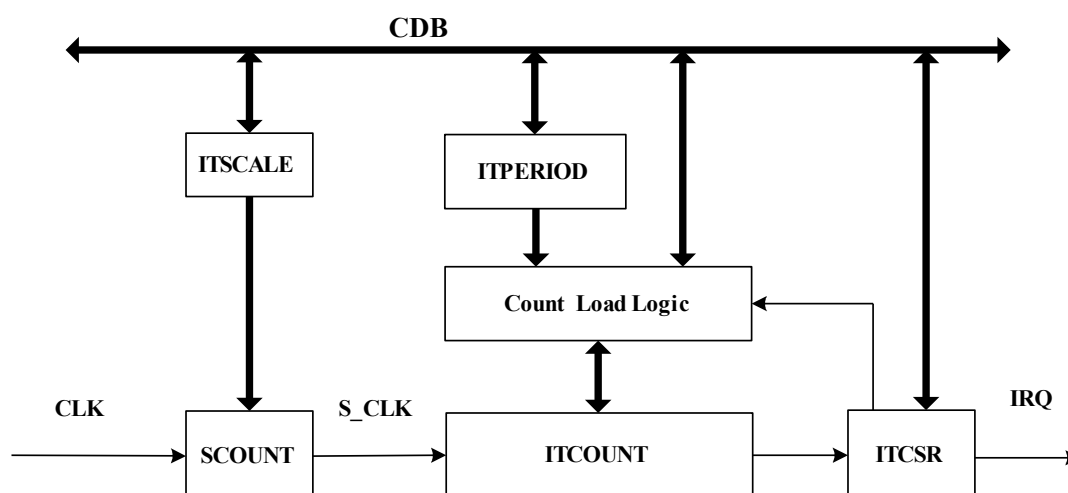 CDB
ITSCALE
ITPERIOD
Count Load Logic
CLK
S_CLK
IRQ
SCOUNT
ITCOUNT
ITCSR